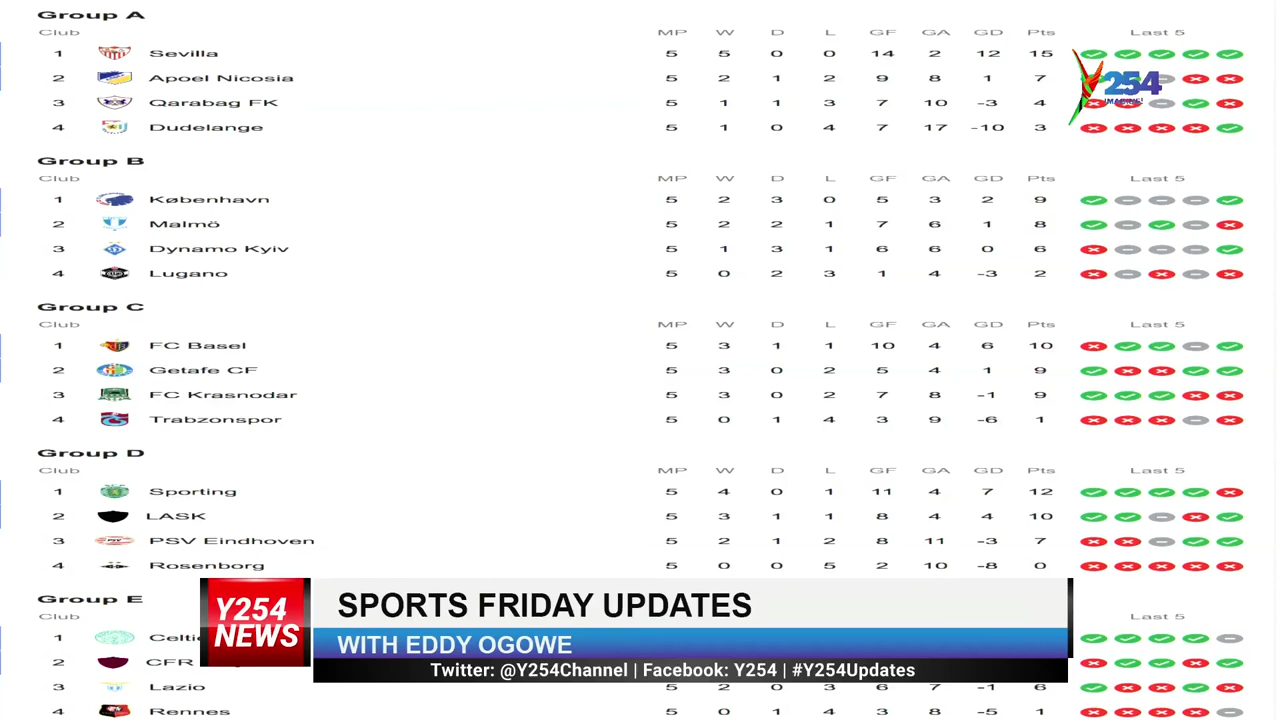 Group A
Club MP W D L GF GA GD Pts Last 5
1 Sevilla 5 5 0 0 14 2 12 15
2 Apoel Nicosia 5 2 1 2 9 8 1 7
3 Qarabag FK 5 1 1 3 7 10 -3 4
4 Dudelange 5 1 0 4 7 17 -10 3
Y254
IMAGINE!
Group B
Club MP W D L GF GA GD Pts Last 5
1 København 5 2 3 0 5 3 2 9
2 Malmö 5 2 2 1 7 6 1 8
3 Dynamo Kyiv 5 1 3 1 6 6 0 6
4 Lugano 5 0 2 3 1 4 -3 2
Group C
Club MP W D L GF GA GD Pts Last 5
1 FC Basel 5 3 1 1 10 4 6 10
2 Getafe CF 5 3 0 2 5 4 1 9
3 FC Krasnodar 5 3 0 2 7 8 -1 9
4 Trabzonspor 5 0 1 4 3 9 -6 1
Group D
Club MP W D L GF GA GD Pts Last 5
1 Sporting 5 4 0 1 11 4 7 12
2 LASK 5 3 1 1 8 4 4 10
3 PSV Eindhoven 5 2 1 2 8 11 -3 7
4 Rosenborg 5 0 0 5 2 10 -8 0
Group E
Club Last 5
1
2 CFR
3 Lazio 5 2 0 3 6 7 -1 6
4 Rennes 5 0 1 4 3 8 -5 1
Y254
NEWS
SPORTS FRIDAY UPDATES
WITH EDDY OGOWE
Twitter: @Y254Channel | Facebook: Y254 | #Y254Updates